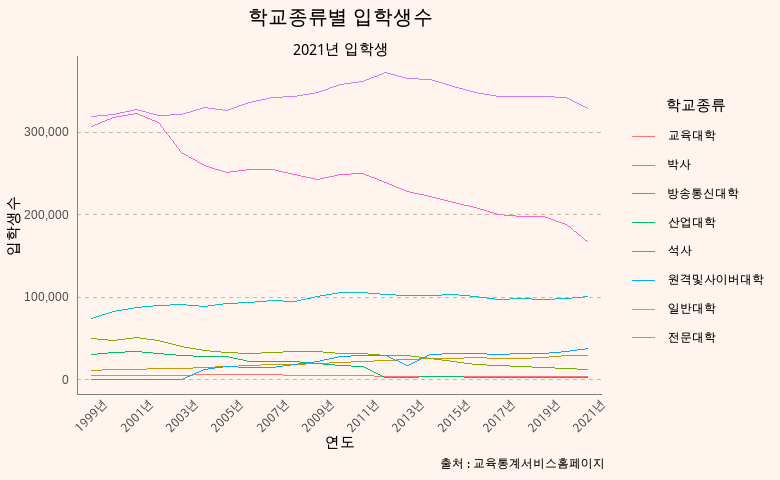 학교종류별 입학생수
2021년 입학생
입학생수
300,000
200,000
100,000
0
1999년
2001년
2003년
2005년
2007년
2009년
2011년
2013년
2015년
2017년
2019년
2021년
연도
학교종류
교육대학
박사
방송통신대학
산업대학
석사
원격및사이버대학
일반대학
전문대학
출처 : 교육통계서비스홈페이지